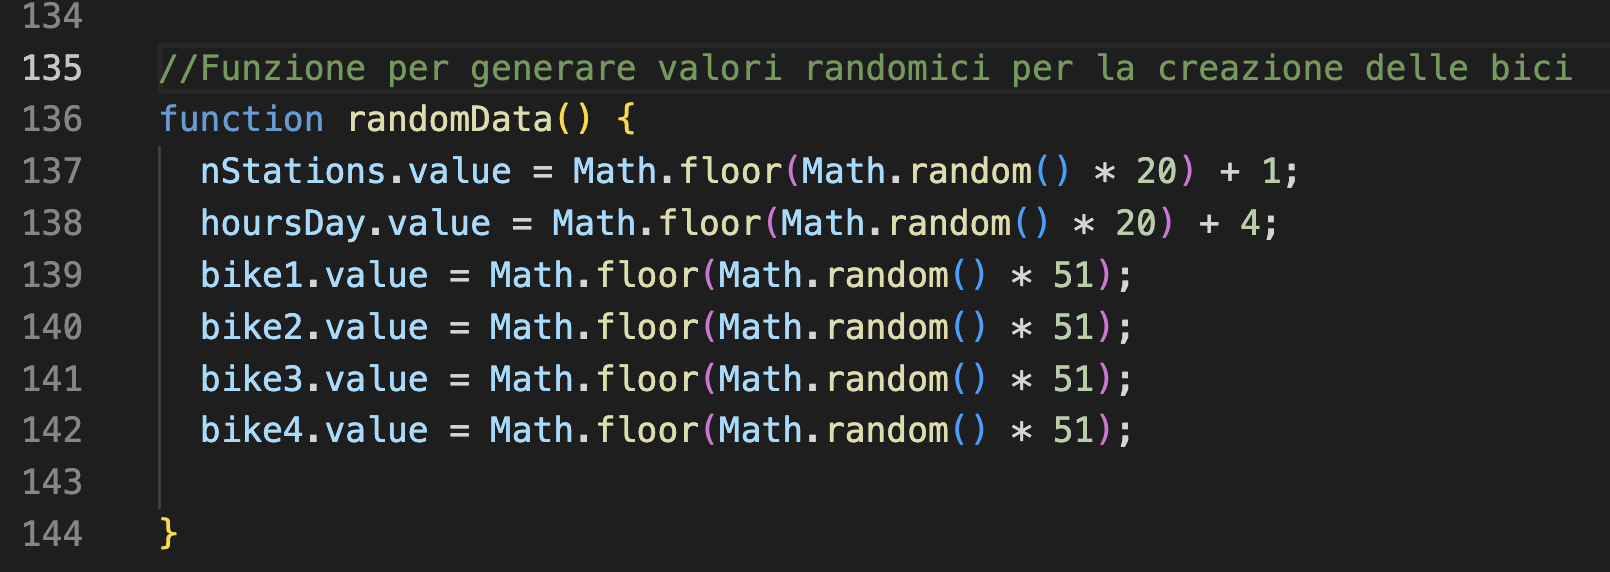 134
135 //Funzione per generare valori randomici per la creazione delle bici
136 function randomData() {
137 nStations.value = Math.floor(Math.random() * 20) + 1;
138 hoursDay.value = Math.floor(Math.random() * 20) + 4;
139 bike1.value = Math.floor(Math.random() * 51);
140 bike2.value = Math.floor(Math.random() * 51);
141 bike3.value = Math.floor(Math.random() * 51);
142 bike4.value = Math.floor(Math.random() * 51);
143
144 }